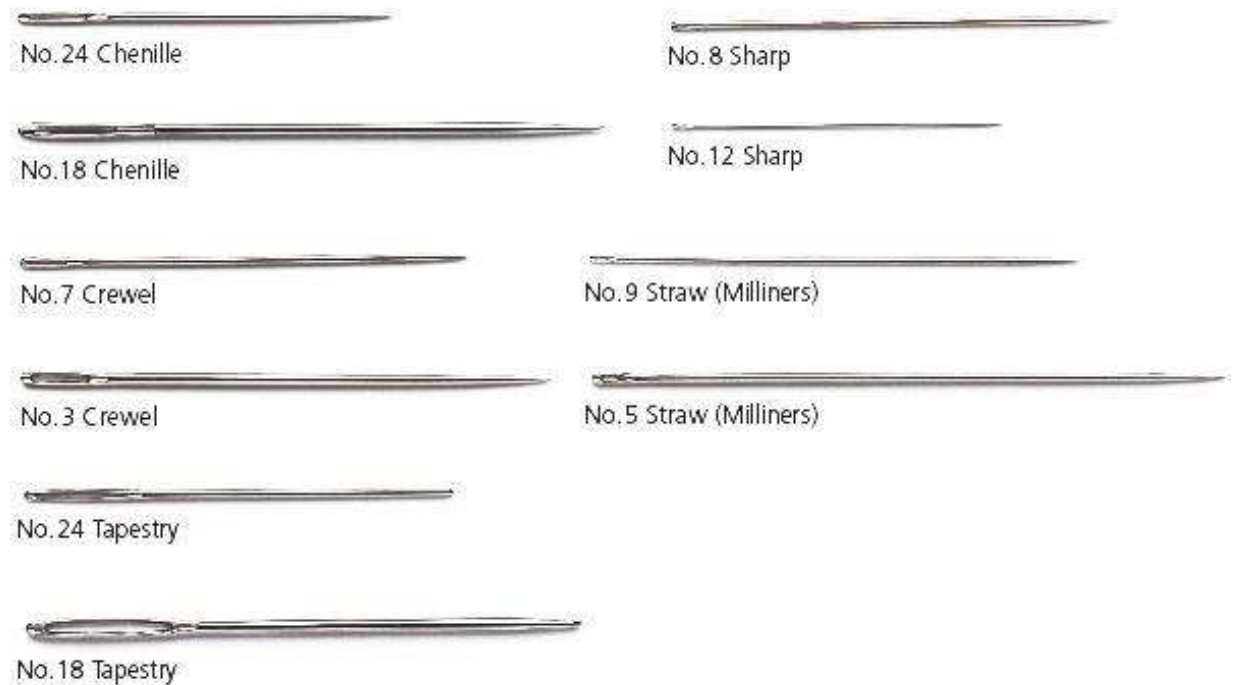 No.24 Chenille
No.8 Sharp
No.18 Chenille
No.12 Sharp
No.7 Crewel
No.9 Straw (Milliners)
No.3 Crewel
No.5 Straw (Milliners)
No.24 Tapestry
No.18 Tapestry